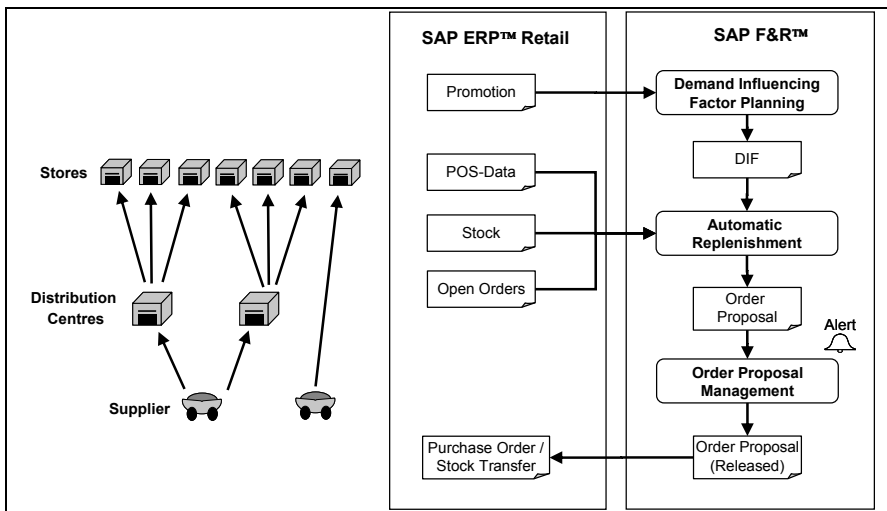 Stores
Distribution
Centres
Supplier
SAP ERP™ Retail
Promotion
POS-Data
Stock
Open Orders
Purchase Order /
Stock Transfer
SAP F&R™
Demand Influencing
Factor Planning
DIF
Automatic
Replenishment
Order
Proposal
Alert
Order Proposal
Management
Order Proposal
(Released)